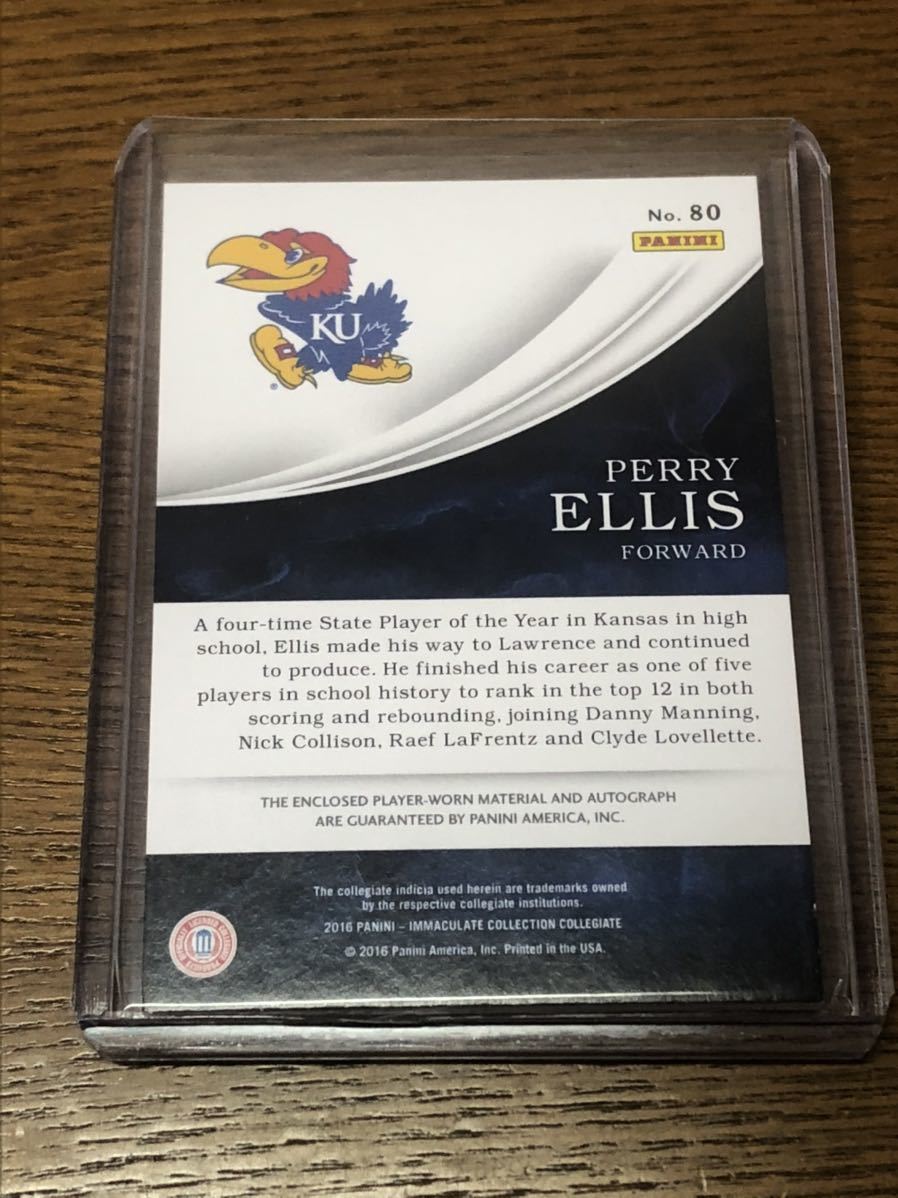 No. 80
PANINI
KU
®
PERRY
ELLIS
FORWARD
A four-time State Player of the Year in Kansas in high
school, Ellis made his way to Lawrence and continued
to produce. He finished his career as one of five
players in school history to rank in the top 12 in both
scoring and rebounding, joining Danny Manning,
Nick Collison, Raef LaFrentz and Clyde Lovellette.
THE ENCLOSED PLAYER-WORN MATERIAL AND AUTOGRAPH
ARE GUARANTEED BY PANINI AMERICA, INC.
The collegiate indicia used herein are trademarks owned
by the respective collegiate institutions.
2016 PANINI – IMMACULATE COLLECTION COLLEGIATE
© 2016 Panini America, Inc. Printed in the USA.